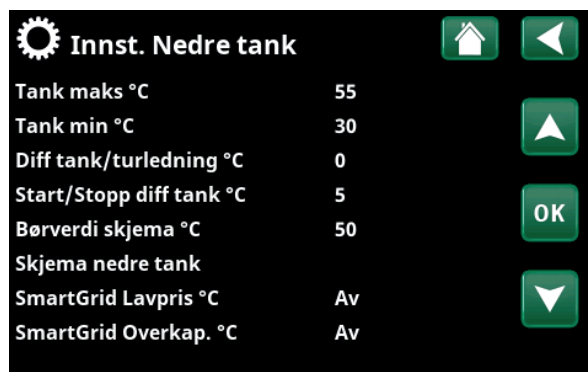 Innst. Nedre tank
Tank maks °C 55
Tank min °C 30
Diff tank/turledning °C 0
Start/Stopp diff tank °C 5
Børverdi skjema °C 50
Skjema nedre tank
SmartGrid Lavpris °C Av
SmartGrid Overkap. °C Av
OK